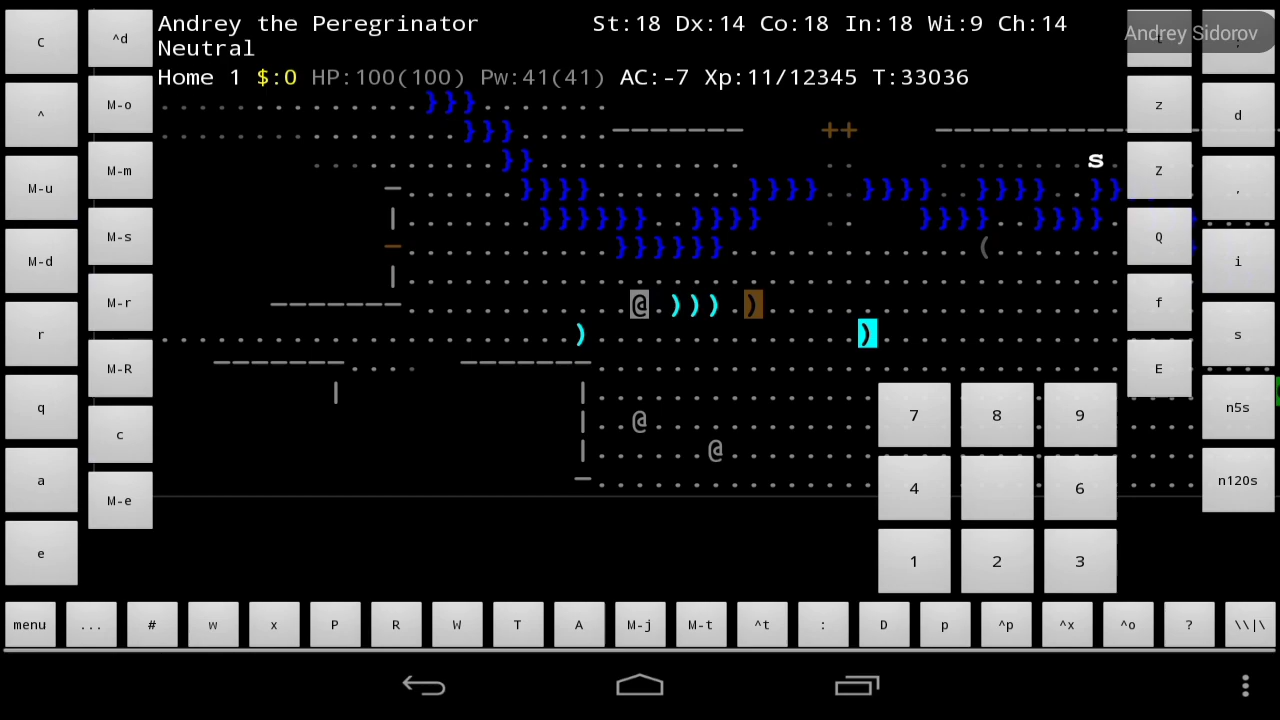 Andrey the Peregrinator St:18 Dx:14 Co:18 In:18 Wi:9 Ch:14
Neutral
Home 1 $:0 HP:100(100) Pw:41(41) AC:-7 Xp:11/12345 T:33036
Andrey Sidorov
c
^
M-u
M-d
r
q
a
e
^d
M-o
M-m
M-s
M-r
M-R
c
M-e
z
Z
Q
f
E
d
,
i
s
n5s
n120s
7 8 9
4 6
1 2 3
menu ... # w x P R W T A M-j M-t ^t : D p ^p ^x ^o ? \\|\